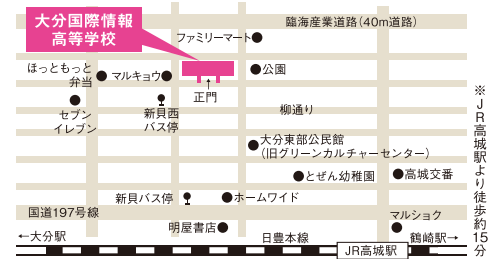 大分国際情報
高等学校
臨海産業道路(40m道路)
ファミリーマート
ほっともっと
弁当
マルキョウ
公園
↑
正門
セブン
イレブン
新貝西
バス停
柳通り
大分東部公民館
(旧グリーンカルチャーセンター)
とぜん幼稚園
高城交番
新貝バス停
ホームワイド
国道197号線
明屋書店
マルショク
←大分駅
日豊本線
JR高城駅
鶴崎駅→
※JR高城駅より徒歩約15分